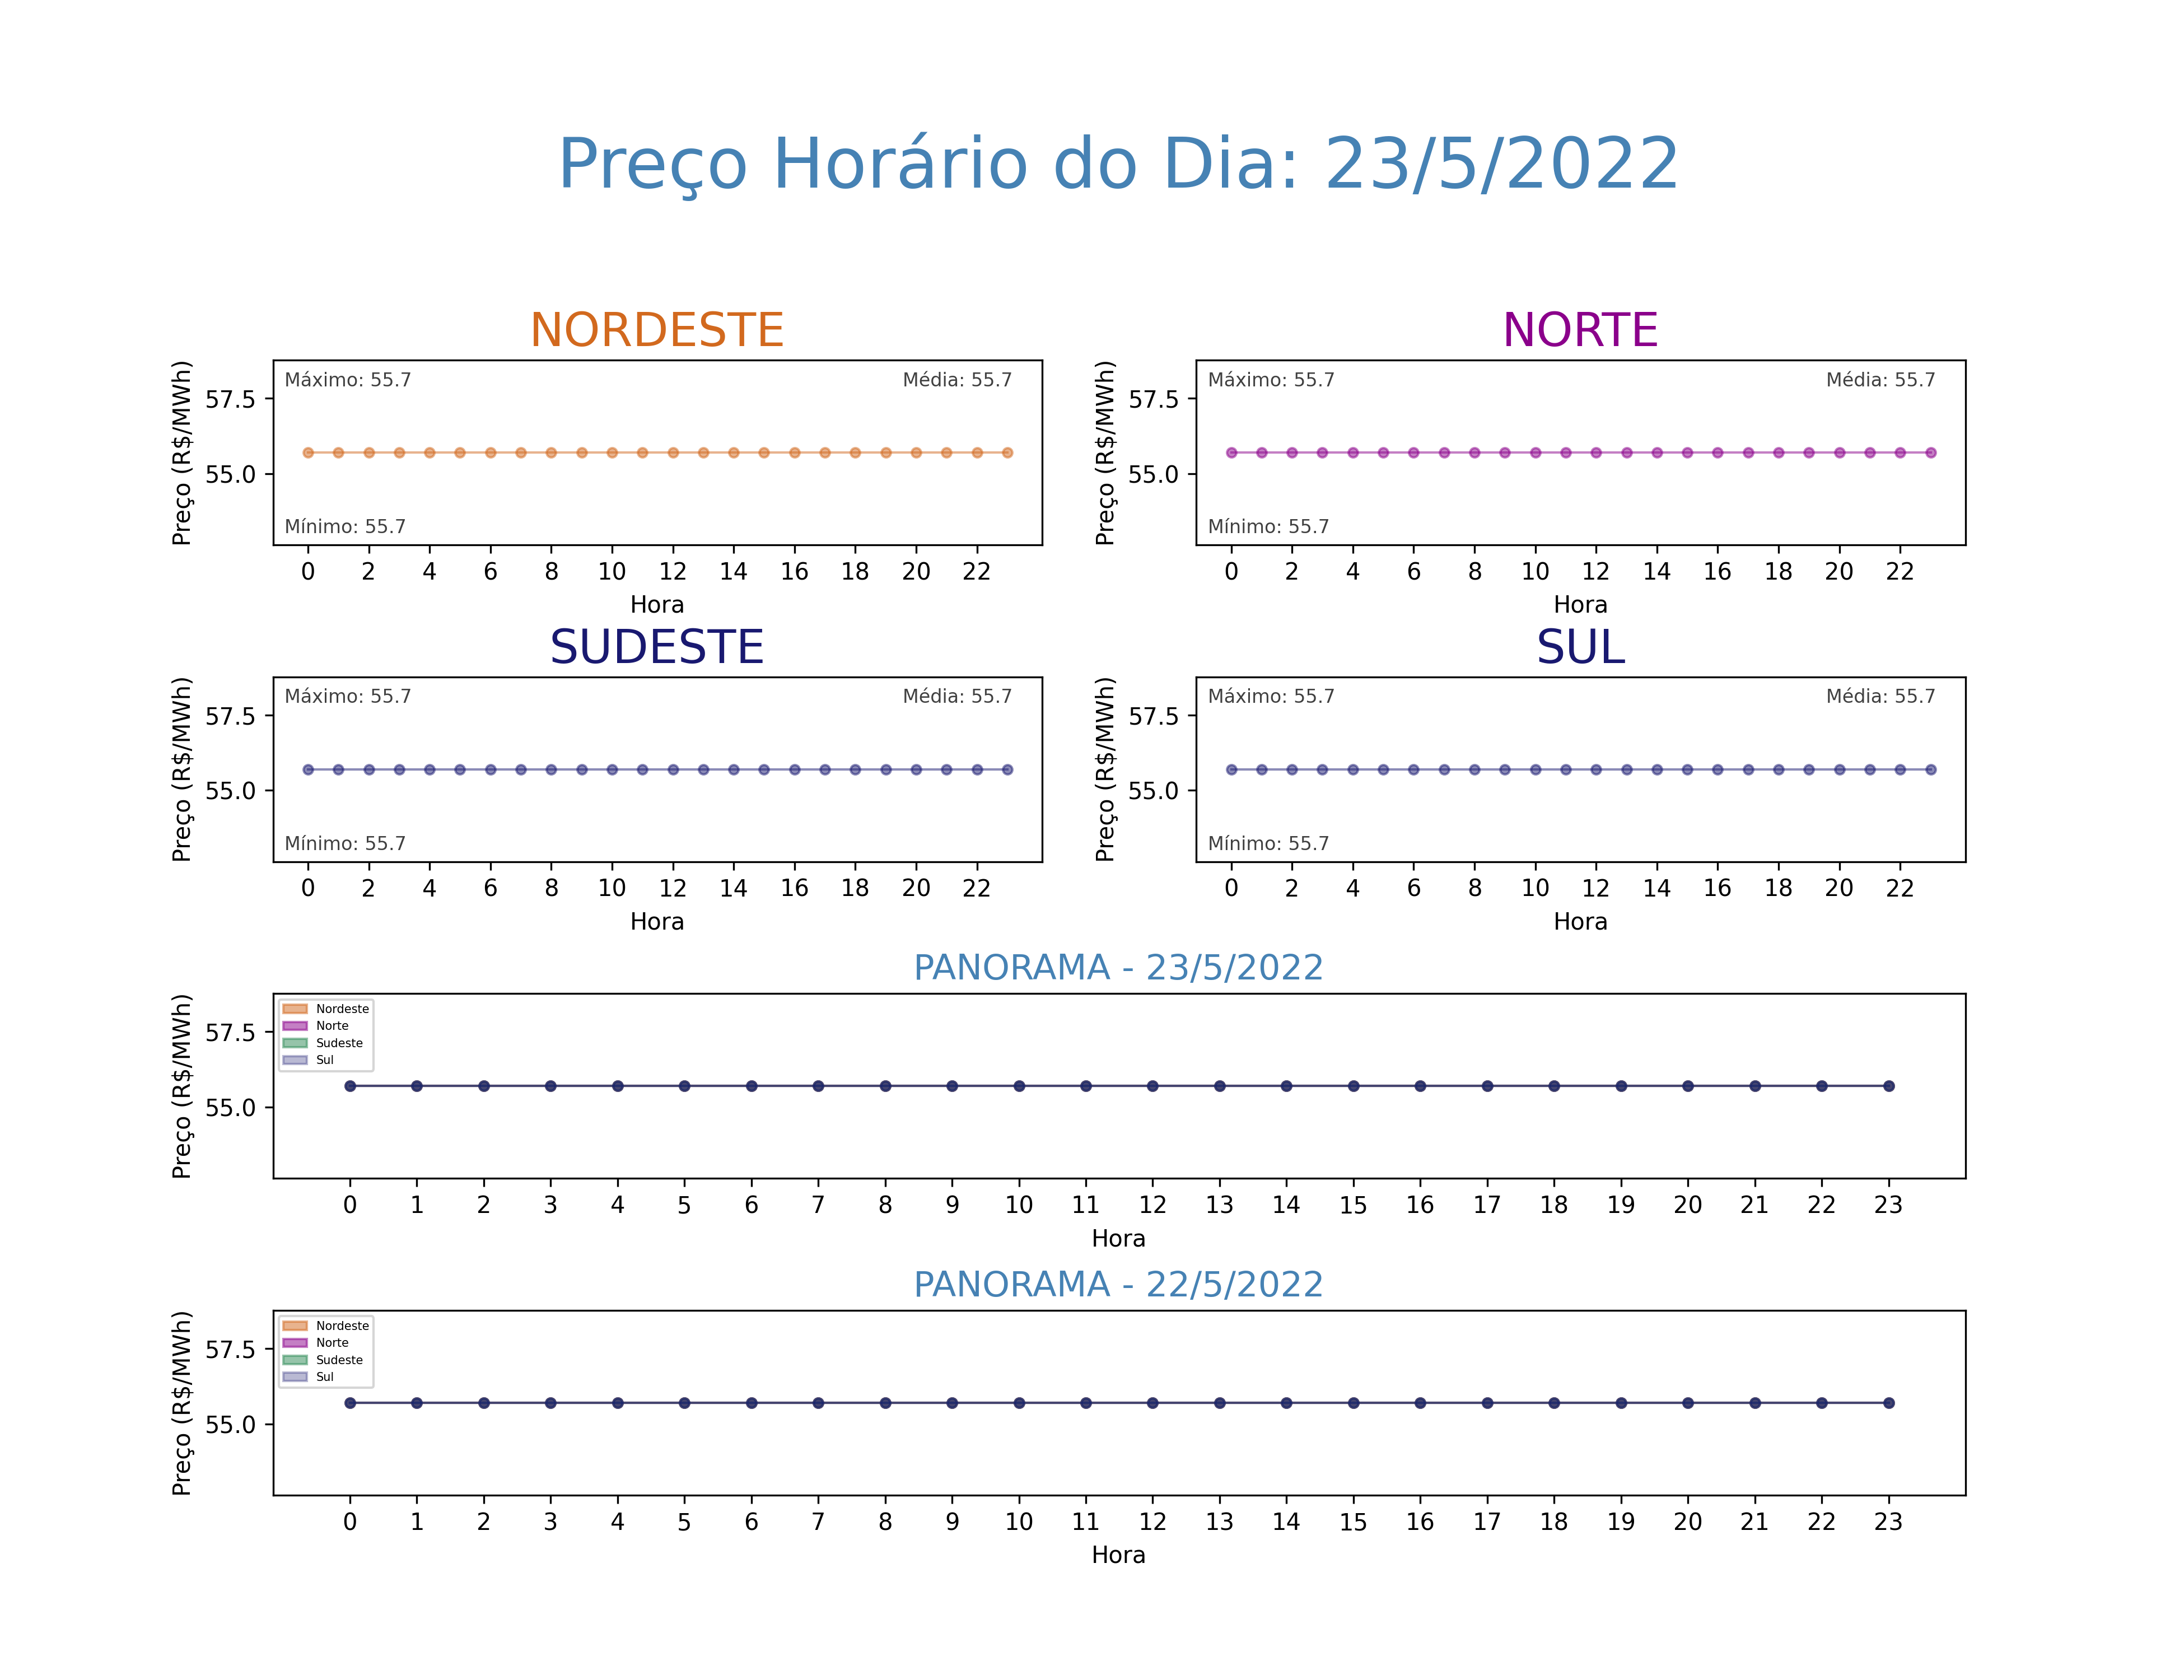 Preço Horário do Dia: 23/5/2022
NORDESTE
Preço (R$/MWh)
57.5
55.0
Máximo: 55.7
Média: 55.7
Mínimo: 55.7
0 2 4 6 8 10 12 14 16 18 20 22
Hora
NORTE
Preço (R$/MWh)
57.5
55.0
Máximo: 55.7
Média: 55.7
Mínimo: 55.7
0 2 4 6 8 10 12 14 16 18 20 22
Hora
SUDESTE
Preço (R$/MWh)
57.5
55.0
Máximo: 55.7
Média: 55.7
Mínimo: 55.7
0 2 4 6 8 10 12 14 16 18 20 22
Hora
SUL
Preço (R$/MWh)
57.5
55.0
Máximo: 55.7
Média: 55.7
Mínimo: 55.7
0 2 4 6 8 10 12 14 16 18 20 22
Hora
PANORAMA - 23/5/2022
Preço (R$/MWh)
57.5
55.0
Nordeste
Norte
Sudeste
Sul
0 1 2 3 4 5 6 7 8 9 10 11 12 13 14 15 16 17 18 19 20 21 22 23
Hora
PANORAMA - 22/5/2022
Preço (R$/MWh)
57.5
55.0
Nordeste
Norte
Sudeste
Sul
0 1 2 3 4 5 6 7 8 9 10 11 12 13 14 15 16 17 18 19 20 21 22 23
Hora